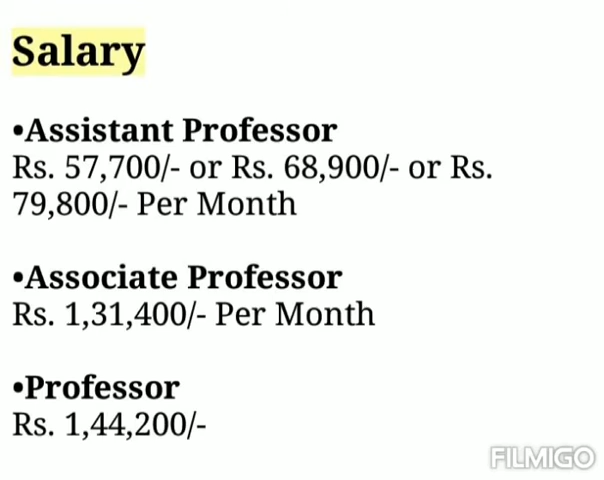 Salary
•Assistant Professor
Rs. 57,700/- or Rs. 68,900/- or Rs.
79,800/- Per Month
•Associate Professor
Rs. 1,31,400/- Per Month
•Professor
Rs. 1,44,200/-
FILMIGO